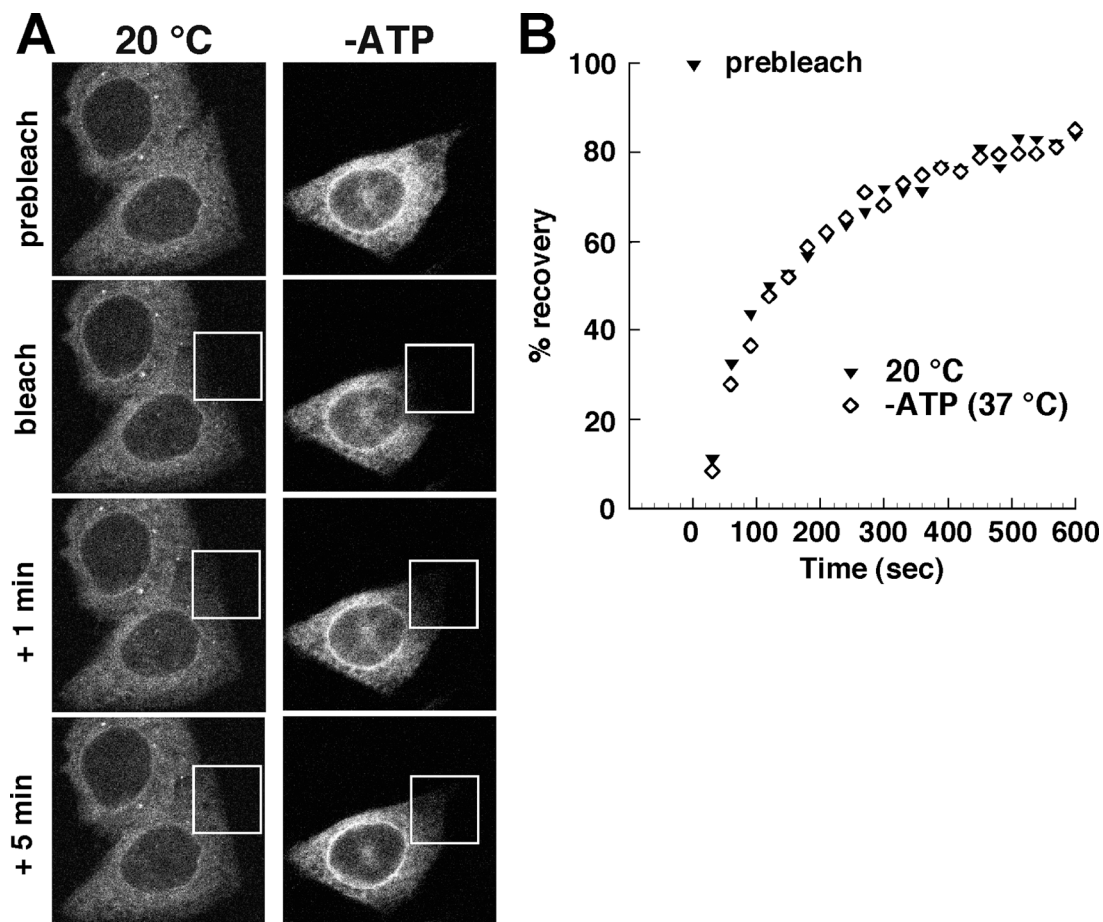 A
20 °C
-ATP
prebleach
bleach
+ 1 min
+ 5 min
B
prebleach
% recovery
100
80
60
40
20
0
20 °C
-ATP (37 °C)
0 100 200 300 400 500 600
Time (sec)